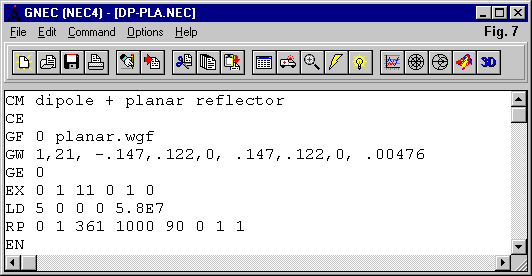 GNEC (NEC4) - [DP-PLA.NEC]
File Edit Command Options Help Fig. 7
3D
CM dipole + planar reflector
CE
GF 0 planar.wgf
GW 1,21, -.147,.122,0, .147,.122,0, .00476
GE 0
EX 0 1 11 0 1 0
LD 5 0 0 0 5.8E7
RP 0 1 361 1000 90 0 1 1
EN